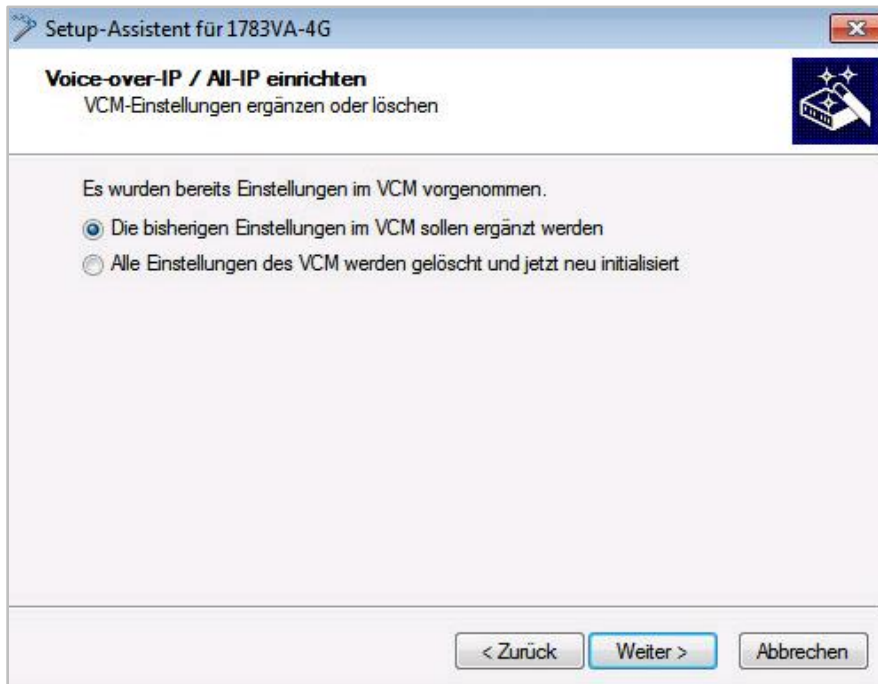 Setup-Assistent für 1783VA-4G
Voice-over-IP / All-IP einrichten
VCM-Einstellungen ergänzen oder löschen
Es wurden bereits Einstellungen im VCM vorgenommen.
Die bisherigen Einstellungen im VCM sollen ergänzt werden
Alle Einstellungen des VCM werden gelöscht und jetzt neu initialisiert
< Zurück Weiter > Abbrechen